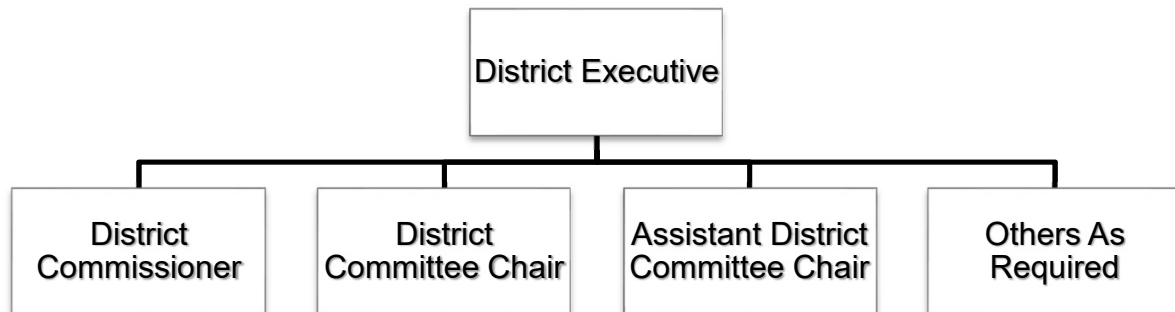 District Executive
District
Commissioner
District
Committee Chair
Assistant District
Committee Chair
Others As
Required